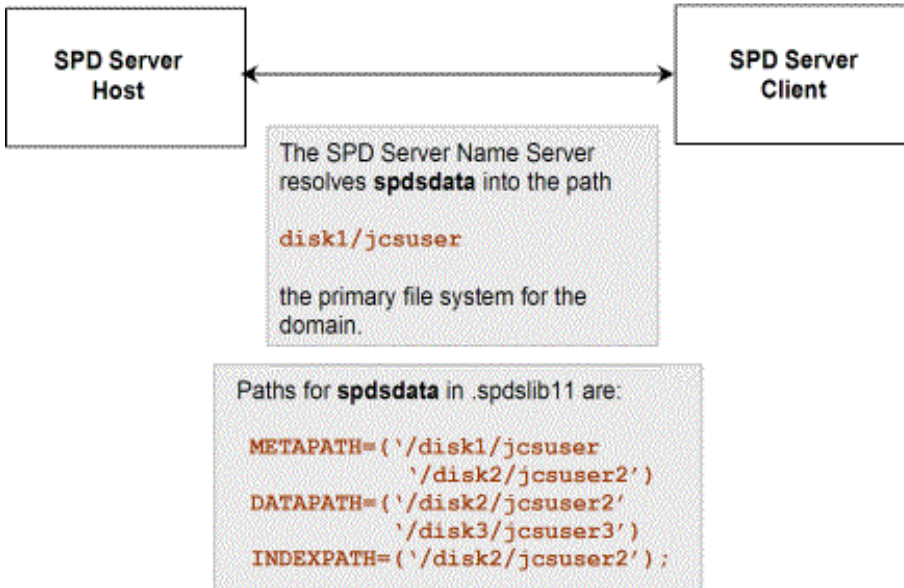 SPD Server
Host
SPD Server
Client
The SPD Server Name Server
resolves spdsdata into the path
disk1/jcsuser
the primary file system for the
domain.
Paths for spdsdata in .spdslib11 are:
METAPATH=(‘/disk1/jcsuser
‘/disk2/jcsuser2’)
DATAPATH=(‘/disk2/jcsuser2’
‘/disk3/jcsuser3’)
INDEXPATH=(‘/disk2/jcsuser2’);